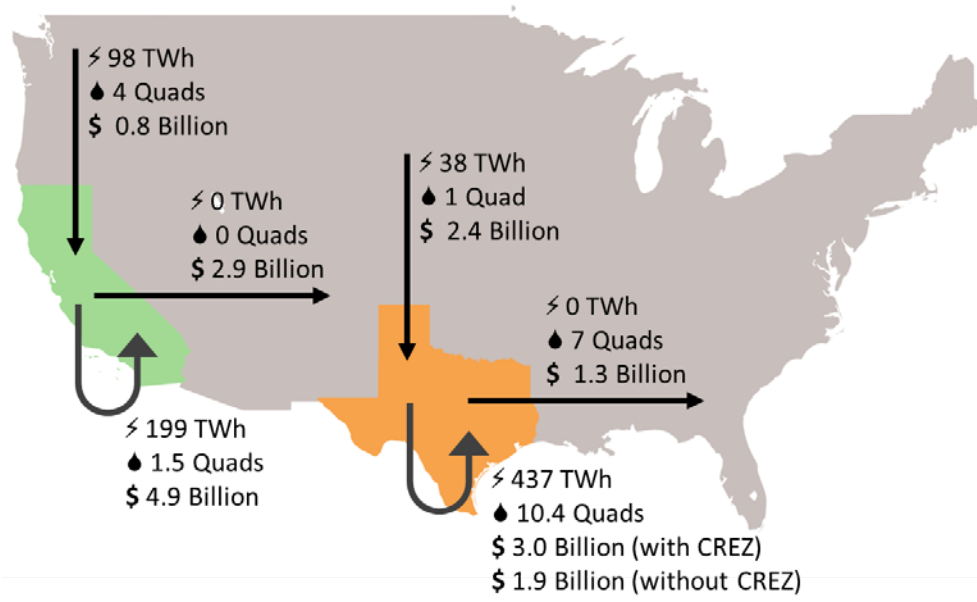 ⚡ 98 TWh
💧 4 Quads
$ 0.8 Billion
⚡ 0 TWh
💧 0 Quads
$ 2.9 Billion
⚡ 38 TWh
💧 1 Quad
$ 2.4 Billion
⚡ 0 TWh
💧 7 Quads
$ 1.3 Billion
⚡ 199 TWh
💧 1.5 Quads
$ 4.9 Billion
⚡ 437 TWh
💧 10.4 Quads
$ 3.0 Billion (with CREZ)
$ 1.9 Billion (without CREZ)